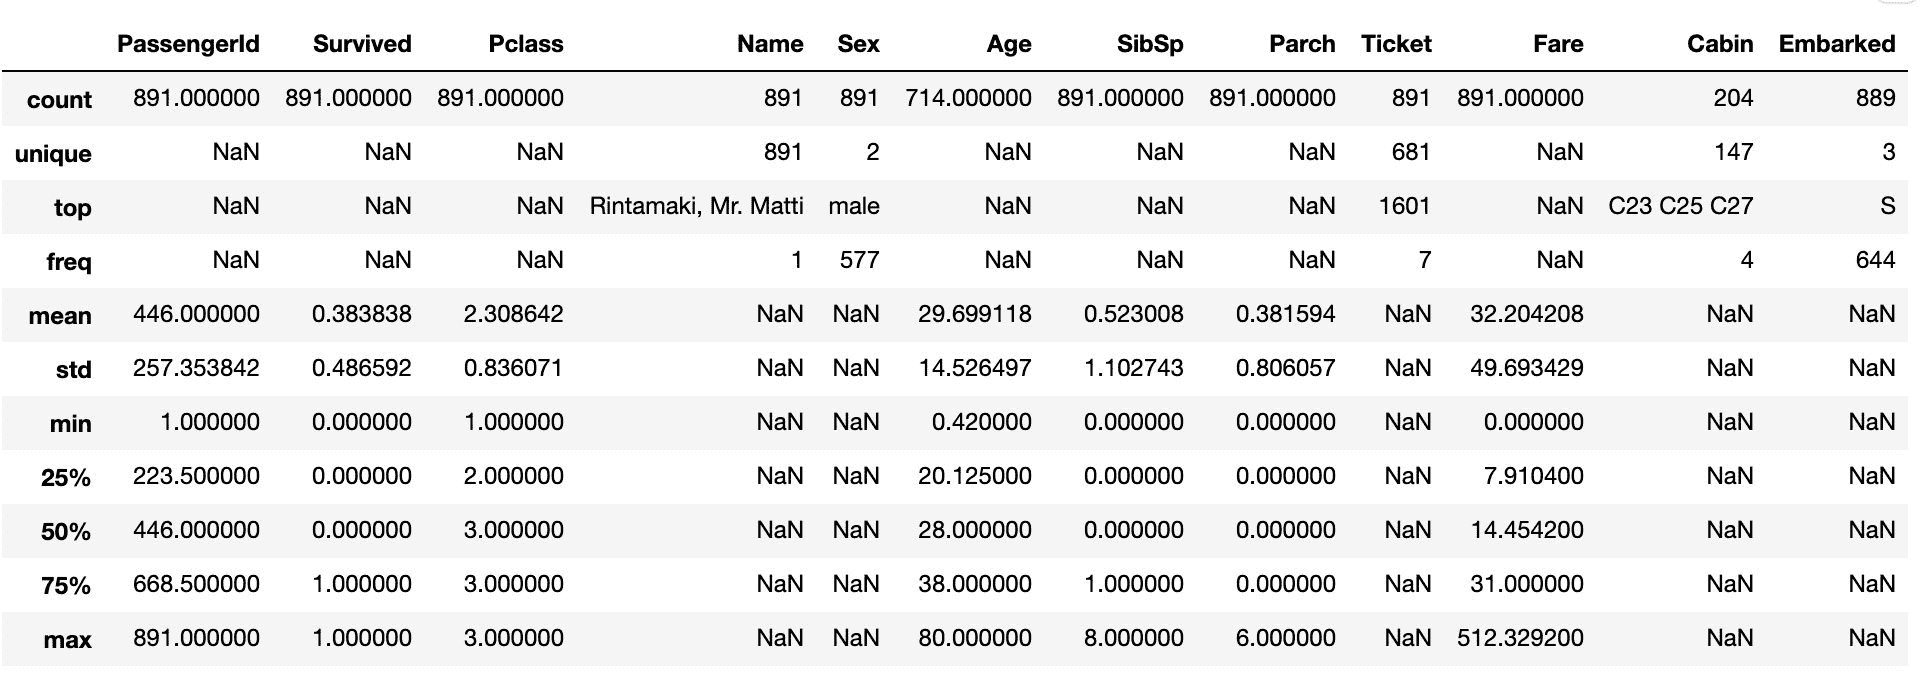 PassengerId Survived Pclass Name Sex Age SibSp Parch Ticket Fare Cabin Embarked
count 891.000000 891.000000 891.000000 891 891 714.000000 891.000000 891.000000 891 891.000000 204 889
unique NaN NaN NaN 891 2 NaN NaN NaN 681 NaN 147 3
top NaN NaN NaN Rintamaki, Mr. Matti male NaN NaN NaN 1601 NaN C23 C25 C27 S
freq NaN NaN NaN 1 577 NaN NaN NaN 7 NaN 4 644
mean 446.000000 0.383838 2.308642 NaN NaN 29.699118 0.523008 0.381594 NaN 32.204208 NaN NaN
std 257.353842 0.486592 0.836071 NaN NaN 14.526497 1.102743 0.806057 NaN 49.693429 NaN NaN
min 1.000000 0.000000 1.000000 NaN NaN 0.420000 0.000000 0.000000 NaN 0.000000 NaN NaN
25% 223.500000 0.000000 2.000000 NaN NaN 20.125000 0.000000 0.000000 NaN 7.910400 NaN NaN
50% 446.000000 0.000000 3.000000 NaN NaN 28.000000 0.000000 0.000000 NaN 14.454200 NaN NaN
75% 668.500000 1.000000 3.000000 NaN NaN 38.000000 1.000000 0.000000 NaN 31.000000 NaN NaN
max 891.000000 1.000000 3.000000 NaN NaN 80.000000 8.000000 6.000000 NaN 512.329200 NaN NaN